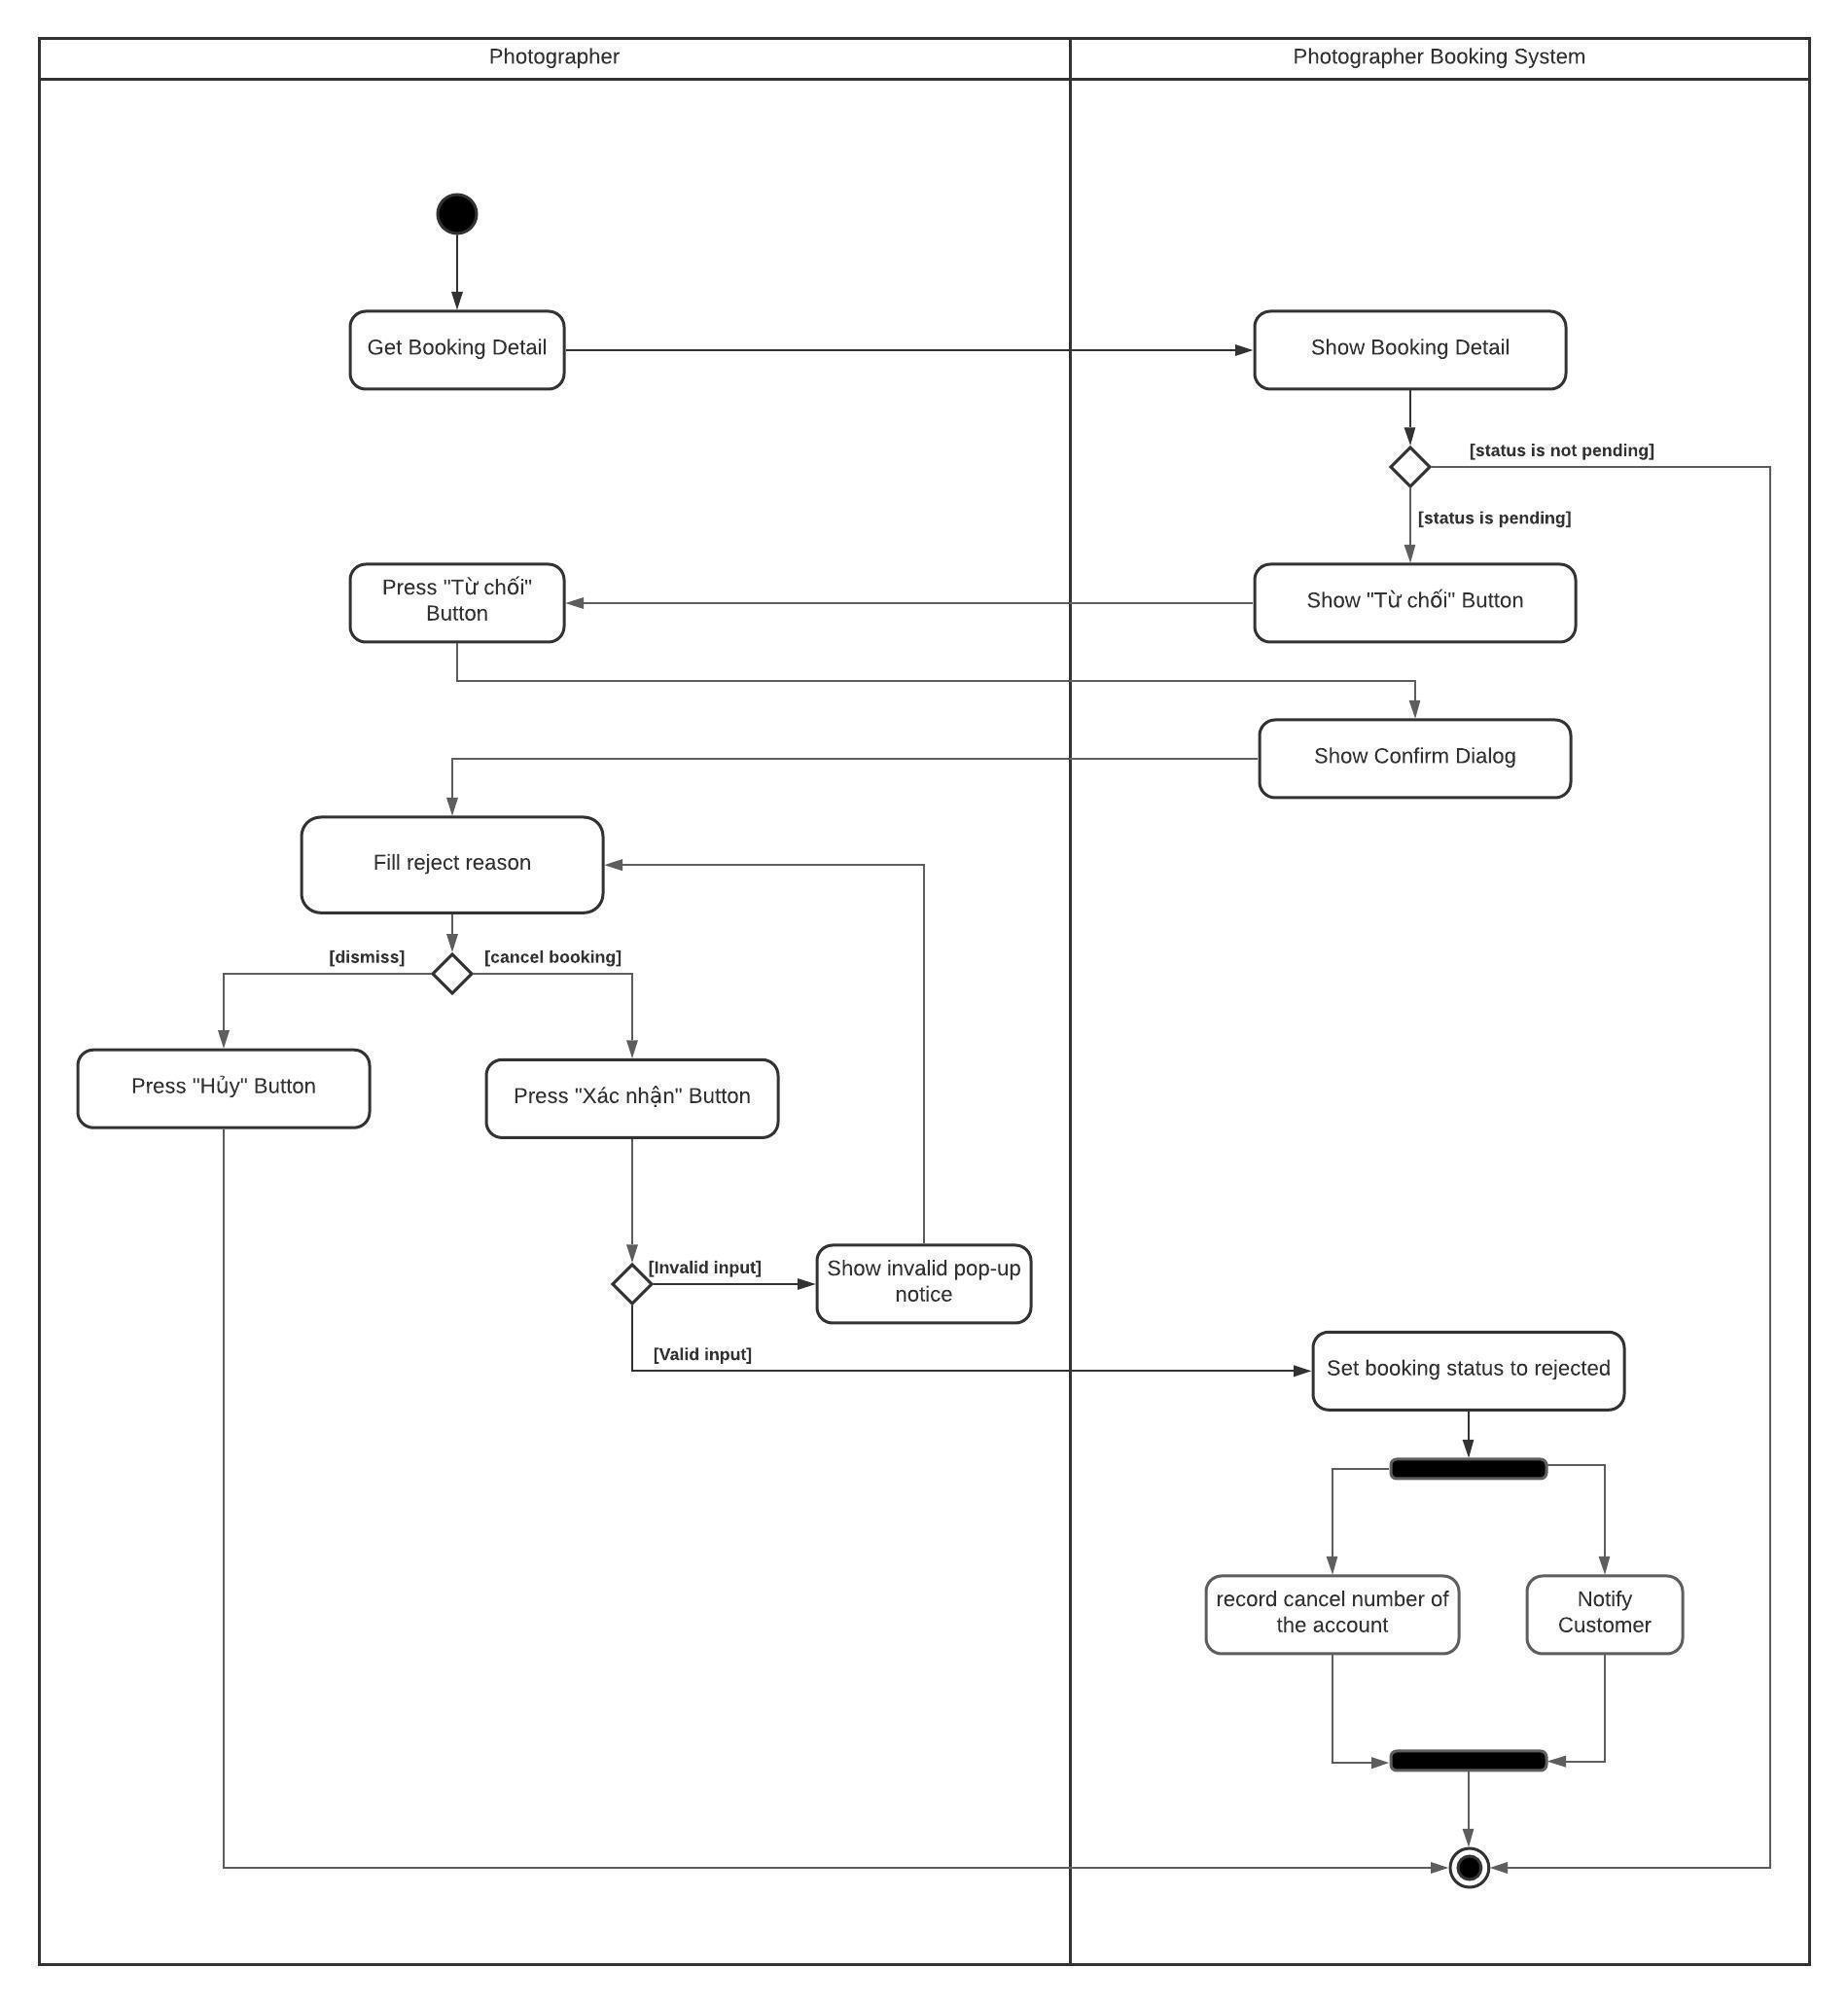 Photographer
Photographer Booking System
Get Booking Detail
Show Booking Detail
[status is not pending]
[status is pending]
Press "Từ chối"
Button
Show "Từ chối" Button
Show Confirm Dialog
Fill reject reason
[dismiss]
[cancel booking]
Press "Hủy" Button
Press "Xác nhận" Button
[Invalid input]
Show invalid pop-up
notice
[Valid input]
Set booking status to rejected
record cancel number of
the account
Notify
Customer